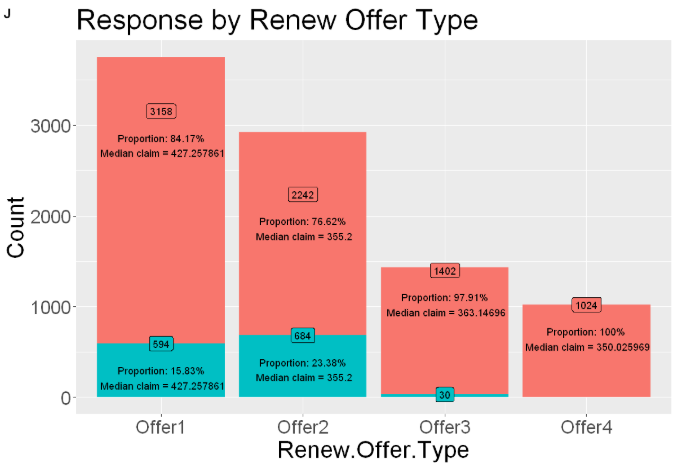 J
Response by Renew Offer Type
Count
3000
2000
1000
0
3158
Proportion: 84.17%
Median claim = 427.257861
594
Proportion: 15.83%
Median claim = 427.257861
2242
Proportion: 76.62%
Median claim = 355.2
684
Proportion: 23.38%
Median claim = 355.2
1402
Proportion: 97.91%
Median claim = 363.14696
30
1024
Proportion: 100%
Median claim = 350.025969
Offer1
Offer2
Offer3
Offer4
Renew.Offer.Type